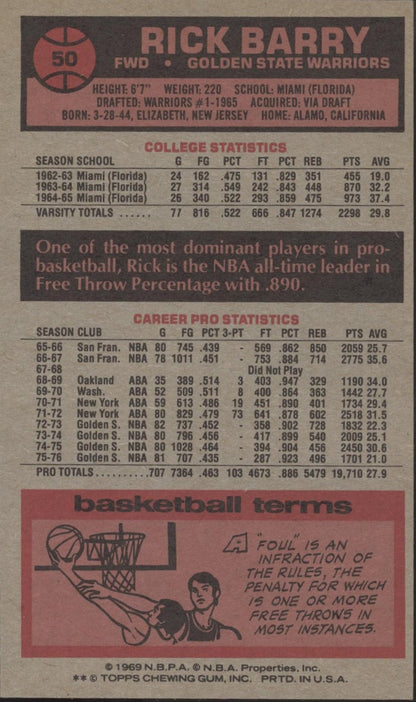 50
RICK BARRY
FWD • GOLDEN STATE WARRIORS
HEIGHT: 6'7" WEIGHT: 220 SCHOOL: MIAMI (FLORIDA)
DRAFTED: WARRIORS #1-1965 ACQUIRED: VIA DRAFT
BORN: 3-28-44, ELIZABETH, NEW JERSEY HOME: ALAMO, CALIFORNIA
COLLEGE STATISTICS
SEASON SCHOOL G FG PCT FT PCT REB PTS AVG
1962-63 Miami (Florida) 24 162 .475 131 .829 351 455 19.0
1963-64 Miami (Florida) 27 314 .549 242 .843 448 870 32.2
1964-65 Miami (Florida) 26 340 .522 293 .859 475 973 37.4
VARSITY TOTALS ...... 77 816 .522 666 .847 1274 2298 29.8
One of the most dominant players in pro-
basketball, Rick is the NBA all-time leader in
Free Throw Percentage with .890.
CAREER PRO STATISTICS
SEASON CLUB G FG PCT 3-PT FT PCT REB PTS AVG
65-66 San Fran. NBA 80 745 .439 - 569 .862 850 2059 25.7
66-67 San Fran. NBA 78 1011 .451 - 753 .884 714 2775 35.6
67-68 Did Not Play
68-69 Oakland ABA 35 389 .514 3 403 .947 329 1190 34.0
69-70 Wash. ABA 52 509 .511 8 400 .864 363 1442 27.7
70-71 New York ABA 59 613 .486 19 451 .890 401 1734 29.4
71-72 New York ABA 80 829 .479 73 641 .878 602 2518 31.5
72-73 Golden S. NBA 82 737 .452 - 358 .902 728 1832 22.3
73-74 Golden S. NBA 80 796 .456 - 417 .899 540 2009 25.1
74-75 Golden S. NBA 80 1028 .464 - 394 .904 456 2450 30.6
75-76 Golden S. NBA 81 707 .435 - 287 .923 496 1701 21.0
PRO TOTALS ........ 707 7364 .463 103 4673 .886 5479 19,710 27.9
basketball terms
A "FOUL" IS AN
INFRACTION OF
THE RULES, THE
PENALTY FOR WHICH
IS ONE OR MORE
FREE THROWS IN
MOST INSTANCES.
© 1969 N.B.P.A. © N.B.A. Properties, Inc.
** © TOPPS CHEWING GUM, INC. PRTD. IN U.S.A.